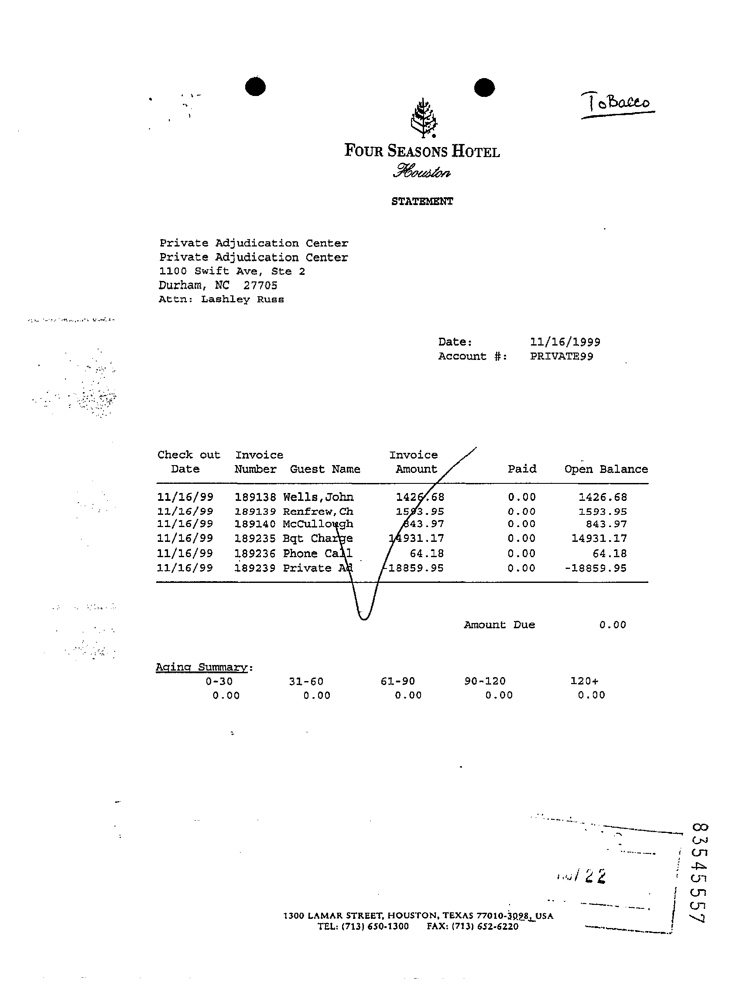 ToBacco
FOUR SEASONS HOTEL
Houston
STATEMENT
Private Adjudication Center
Private Adjudication Center
1100 Swift Ave, Ste 2
Durham, NC 27705
Attn: Lashley Russ
Date: 11/16/1999
Account #: PRIVATE99
Check out Invoice Invoice
Date Number Guest Name Amount Paid Open Balance
11/16/99 189138 Wells,John 1426.68 0.00 1426.68
11/16/99 189139 Renfrew,Ch 1593.95 0.00 1593.95
11/16/99 189140 McCullough 843.97 0.00 843.97
11/16/99 189235 Bqt Charge 14931.17 0.00 14931.17
11/16/99 189236 Phone Call 64.18 0.00 64.18
11/16/99 189239 Private Ad -18859.95 0.00 -18859.95
Amount Due 0.00
Aging Summary:
0-30 31-60 61-90 90-120 120+
0.00 0.00 0.00 0.00 0.00
83545557
1300 LAMAR STREET, HOUSTON, TEXAS 77010-3098, USA
TEL: (713) 650-1300 FAX: (713) 652-6220